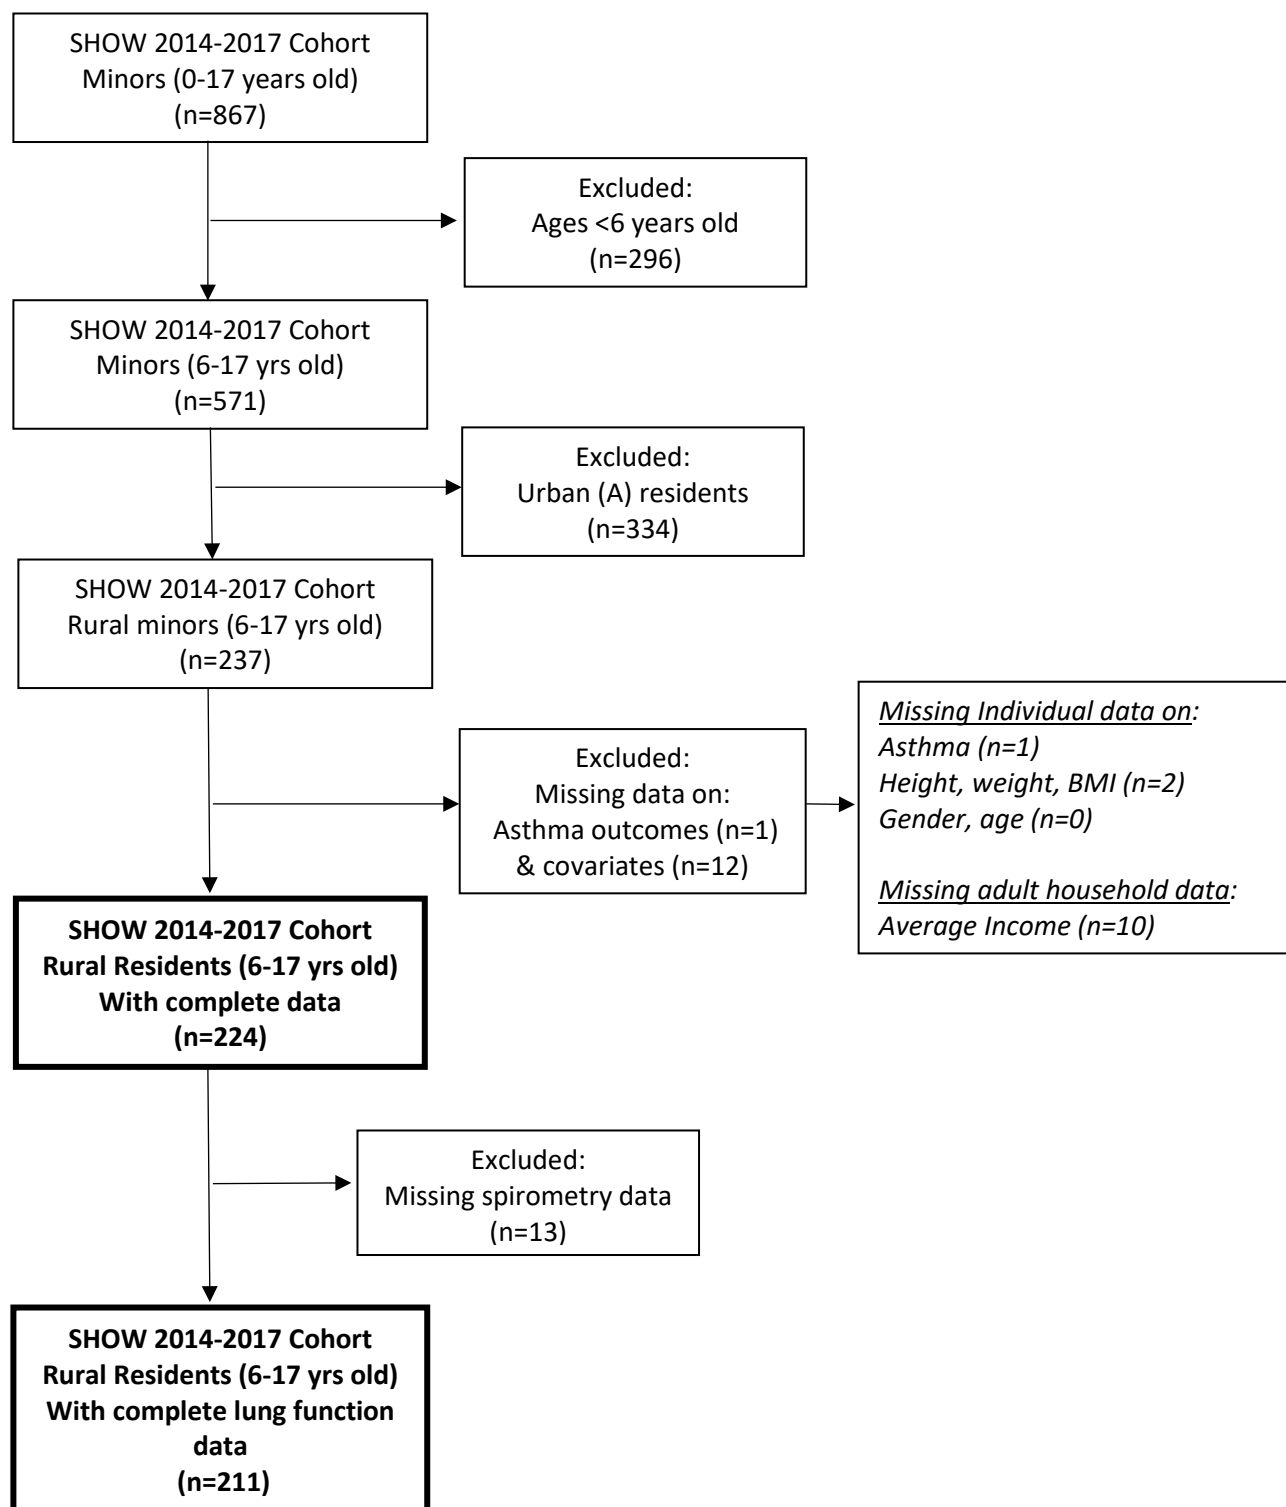 SHOW 2014-2017 Cohort
Minors (0-17 years old)
(n=867)
Excluded:
Ages <6 years old
(n=296)
SHOW 2014-2017 Cohort
Minors (6-17 yrs old)
(n=571)
Excluded:
Urban (A) residents
(n=334)
SHOW 2014-2017 Cohort
Rural minors (6-17 yrs old)
(n=237)
Excluded:
Missing data on:
Asthma outcomes (n=1)
& covariates (n=12)
Missing Individual data on:
Asthma (n=1)
Height, weight, BMI (n=2)
Gender, age (n=0)
Missing adult household data:
Average Income (n=10)
SHOW 2014-2017 Cohort
Rural Residents (6-17 yrs old)
With complete data
(n=224)
Excluded:
Missing spirometry data
(n=13)
SHOW 2014-2017 Cohort
Rural Residents (6-17 yrs old)
With complete lung function
data
(n=211)